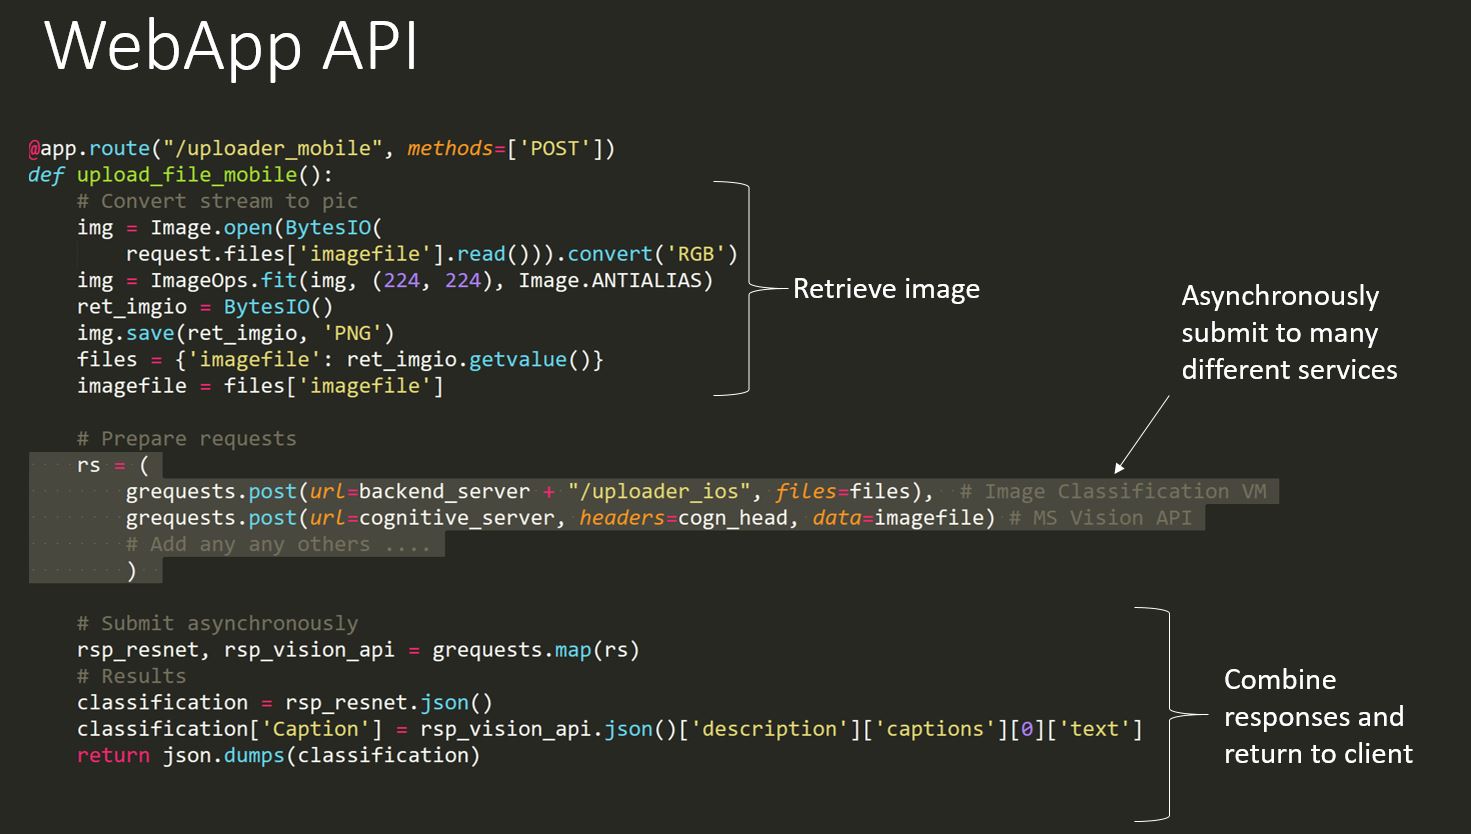 WebApp API
@app.route("/uploader_mobile", methods=['POST'])
def upload_file_mobile():
# Convert stream to pic
img = Image.open(BytesIO(
request.files['imagefile'].read())).convert('RGB')
img = ImageOps.fit(img, (224, 224), Image.ANTIALIAS)
ret_imgio = BytesIO()
img.save(ret_imgio, 'PNG')
files = {'imagefile': ret_imgio.getvalue()}
imagefile = files['imagefile']
Retrieve image
Asynchronously
submit to many
different services
# Prepare requests
rs = (
grequests.post(url=backend_server + "/uploader_ios", files=files),  # Image Classification VM
grequests.post(url=cognitive_server, headers=cogn_head, data=imagefile) # MS Vision API
# Add any any others ....
)
# Submit asynchronously
rsp_resnet, rsp_vision_api = grequests.map(rs)
# Results
classification = rsp_resnet.json()
classification['Caption'] = rsp_vision_api.json()['description']['captions'][0]['text']
return json.dumps(classification)
Combine
responses and
return to client